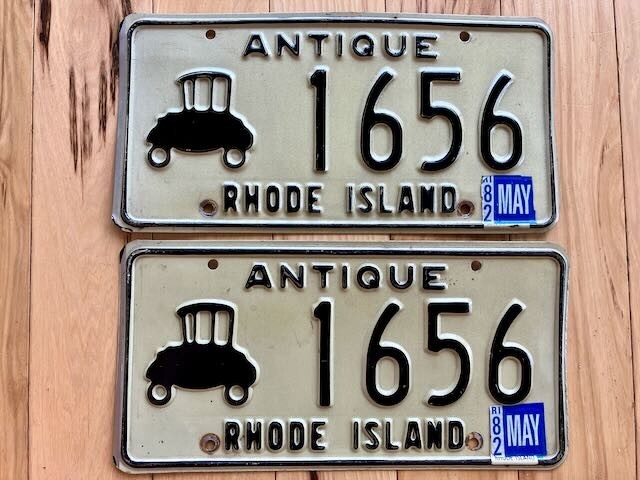 ANTIQUE
1656
RHODE ISLAND
RI 82 MAY
ANTIQUE
1656
RHODE ISLAND
RI 82 MAY